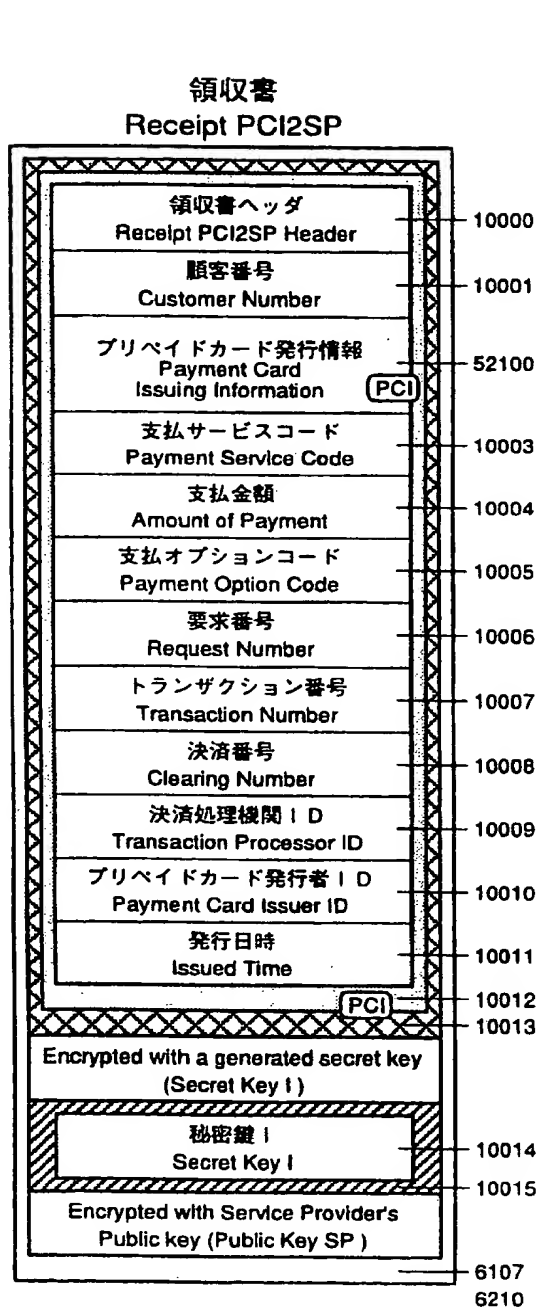 領収書
Receipt PCI2SP
領収書ヘッダ
Receipt PCI2SP Header
10000
顧客番号
Customer Number
10001
プリペイドカード発行情報
Payment Card
Issuing Information
PCI
52100
支払サービスコード
Payment Service Code
10003
支払金額
Amount of Payment
10004
支払オプションコード
Payment Option Code
10005
要求番号
Request Number
10006
トランザクション番号
Transaction Number
10007
決済番号
Clearing Number
10008
決済処理機関ID
Transaction Processor ID
10009
プリペイドカード発行者ID
Payment Card Issuer ID
10010
発行日時
Issued Time
10011
PCI
10012
10013
Encrypted with a generated secret key
(Secret Key I)
秘密鍵I
Secret Key I
10014
10015
Encrypted with Service Provider's
Public key (Public Key SP )
6107
6210